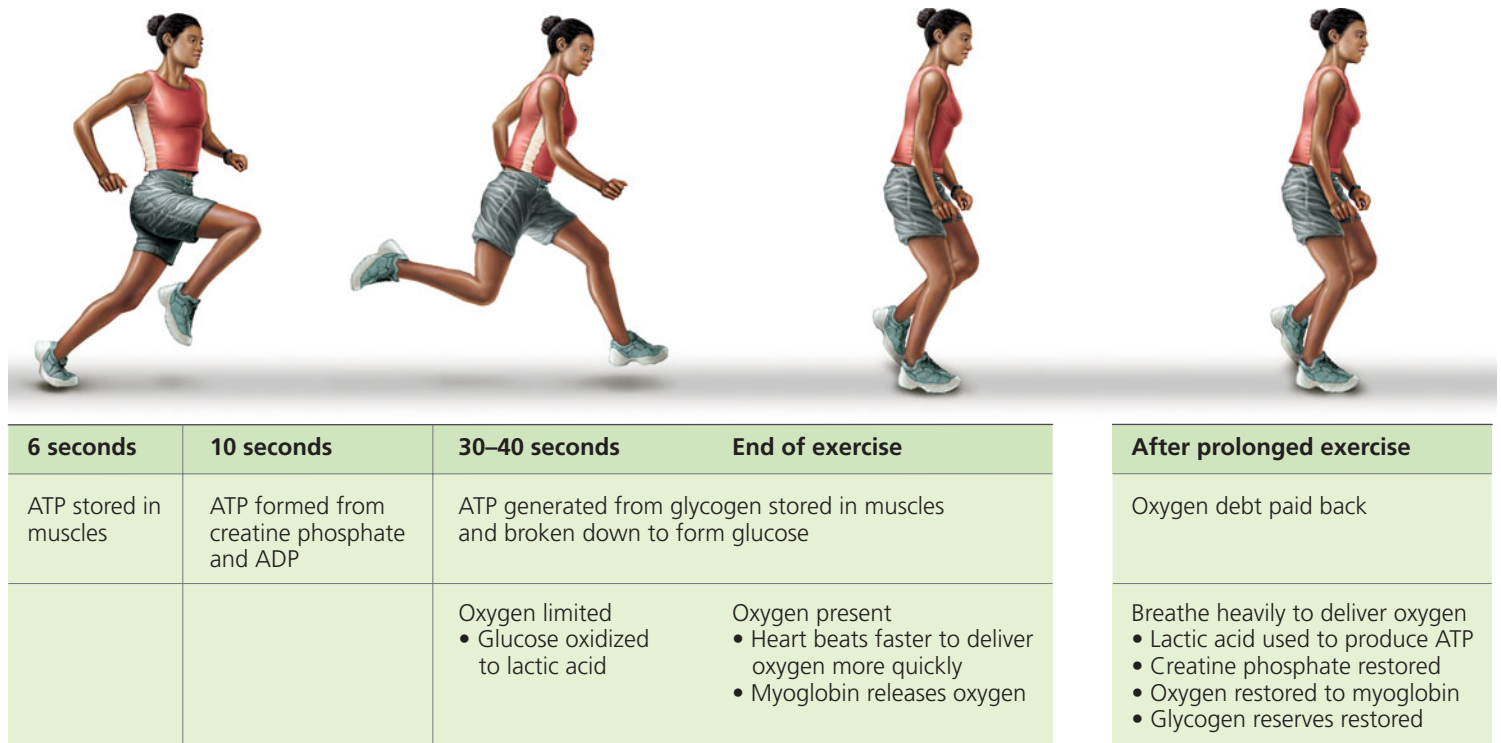 6 seconds
ATP stored in
muscles
10 seconds
ATP formed from
creatine phosphate
and ADP
30–40 seconds
End of exercise
ATP generated from glycogen stored in muscles
and broken down to form glucose
Oxygen limited
• Glucose oxidized
to lactic acid
Oxygen present
• Heart beats faster to deliver
oxygen more quickly
• Myoglobin releases oxygen
After prolonged exercise
Oxygen debt paid back
Breathe heavily to deliver oxygen
• Lactic acid used to produce ATP
• Creatine phosphate restored
• Oxygen restored to myoglobin
• Glycogen reserves restored